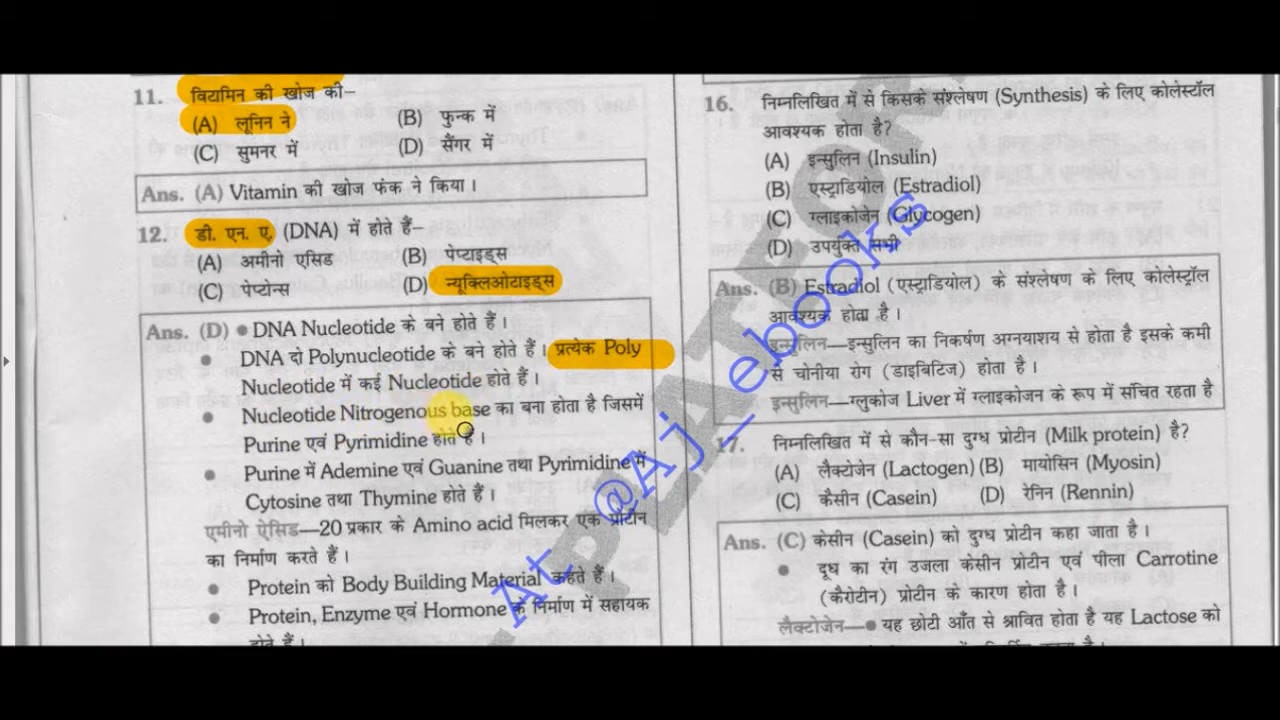 11. विटामिन की खोज की–
(A) लूनिन ने (B) फुन्क में
(C) सुमनर में (D) सैंगर में
Ans. (A) Vitamin की खोज फंक ने किया।
12. डी. एन. ए. (DNA) में होते हैं–
(A) अमीनो एसिड (B) पेप्टाइड्स
(C) पेप्टोन्स (D) न्यूक्लिओटाइड्स
Ans. (D) ● DNA Nucleotide के बने होते हैं।
● DNA दो Polynucleotide के बने होते हैं। प्रत्येक Poly
Nucleotide में कई Nucleotide होते हैं।
● Nucleotide Nitrogenous base का बना होता है जिसमें
Purine एवं Pyrimidine होते हैं।
● Purine में Ademine एवं Guanine तथा Pyrimidine में
Cytosine तथा Thymine होते हैं।
एमीनो ऐसिड—20 प्रकार के Amino acid मिलकर एक प्रोटीन
का निर्माण करते हैं।
● Protein को Body Building Material कहते हैं।
● Protein, Enzyme एवं Hormone के निर्माण में सहायक
होते हैं।
16. निम्नलिखित में से किसके संश्लेषण (Synthesis) के लिए कोलेस्टॉल
आवश्यक होता है?
(A) इन्सुलिन (Insulin)
(B) एस्ट्राडियोल (Estradiol)
(C) ग्लाइकोजेन (Glycogen)
(D) उपर्युक्त सभी
Ans. (B) Estradiol (एस्ट्राडियोल) के संश्लेषण के लिए कोलेस्टॉल
आवश्यक होता है।
इन्सुलिन—इन्सुलिन का निकर्षण अग्नयाशय से होता है इसके कमी
से चोनीया रोग (डाइबिटिज) होता है।
इन्सुलिन—ग्लुकोज Liver में ग्लाइकोजन के रूप में संचित रहता है
17. निम्नलिखित में से कौन-सा दुग्ध प्रोटीन (Milk protein) है?
(A) लैक्टोजेन (Lactogen) (B) मायोसिन (Myosin)
(C) कैसीन (Casein) (D) रेनिन (Rennin)
Ans. (C) केसीन (Casein) को दुग्ध प्रोटीन कहा जाता है।
● दूध का रंग उजला केसीन प्रोटीन एवं पीला Carrotine
(कैरोटीन) प्रोटीन के कारण होता है।
लैक्टोजेन—● यह छोटी आँत से श्रावित होता है यह Lactose को
At @Aj_ebooks